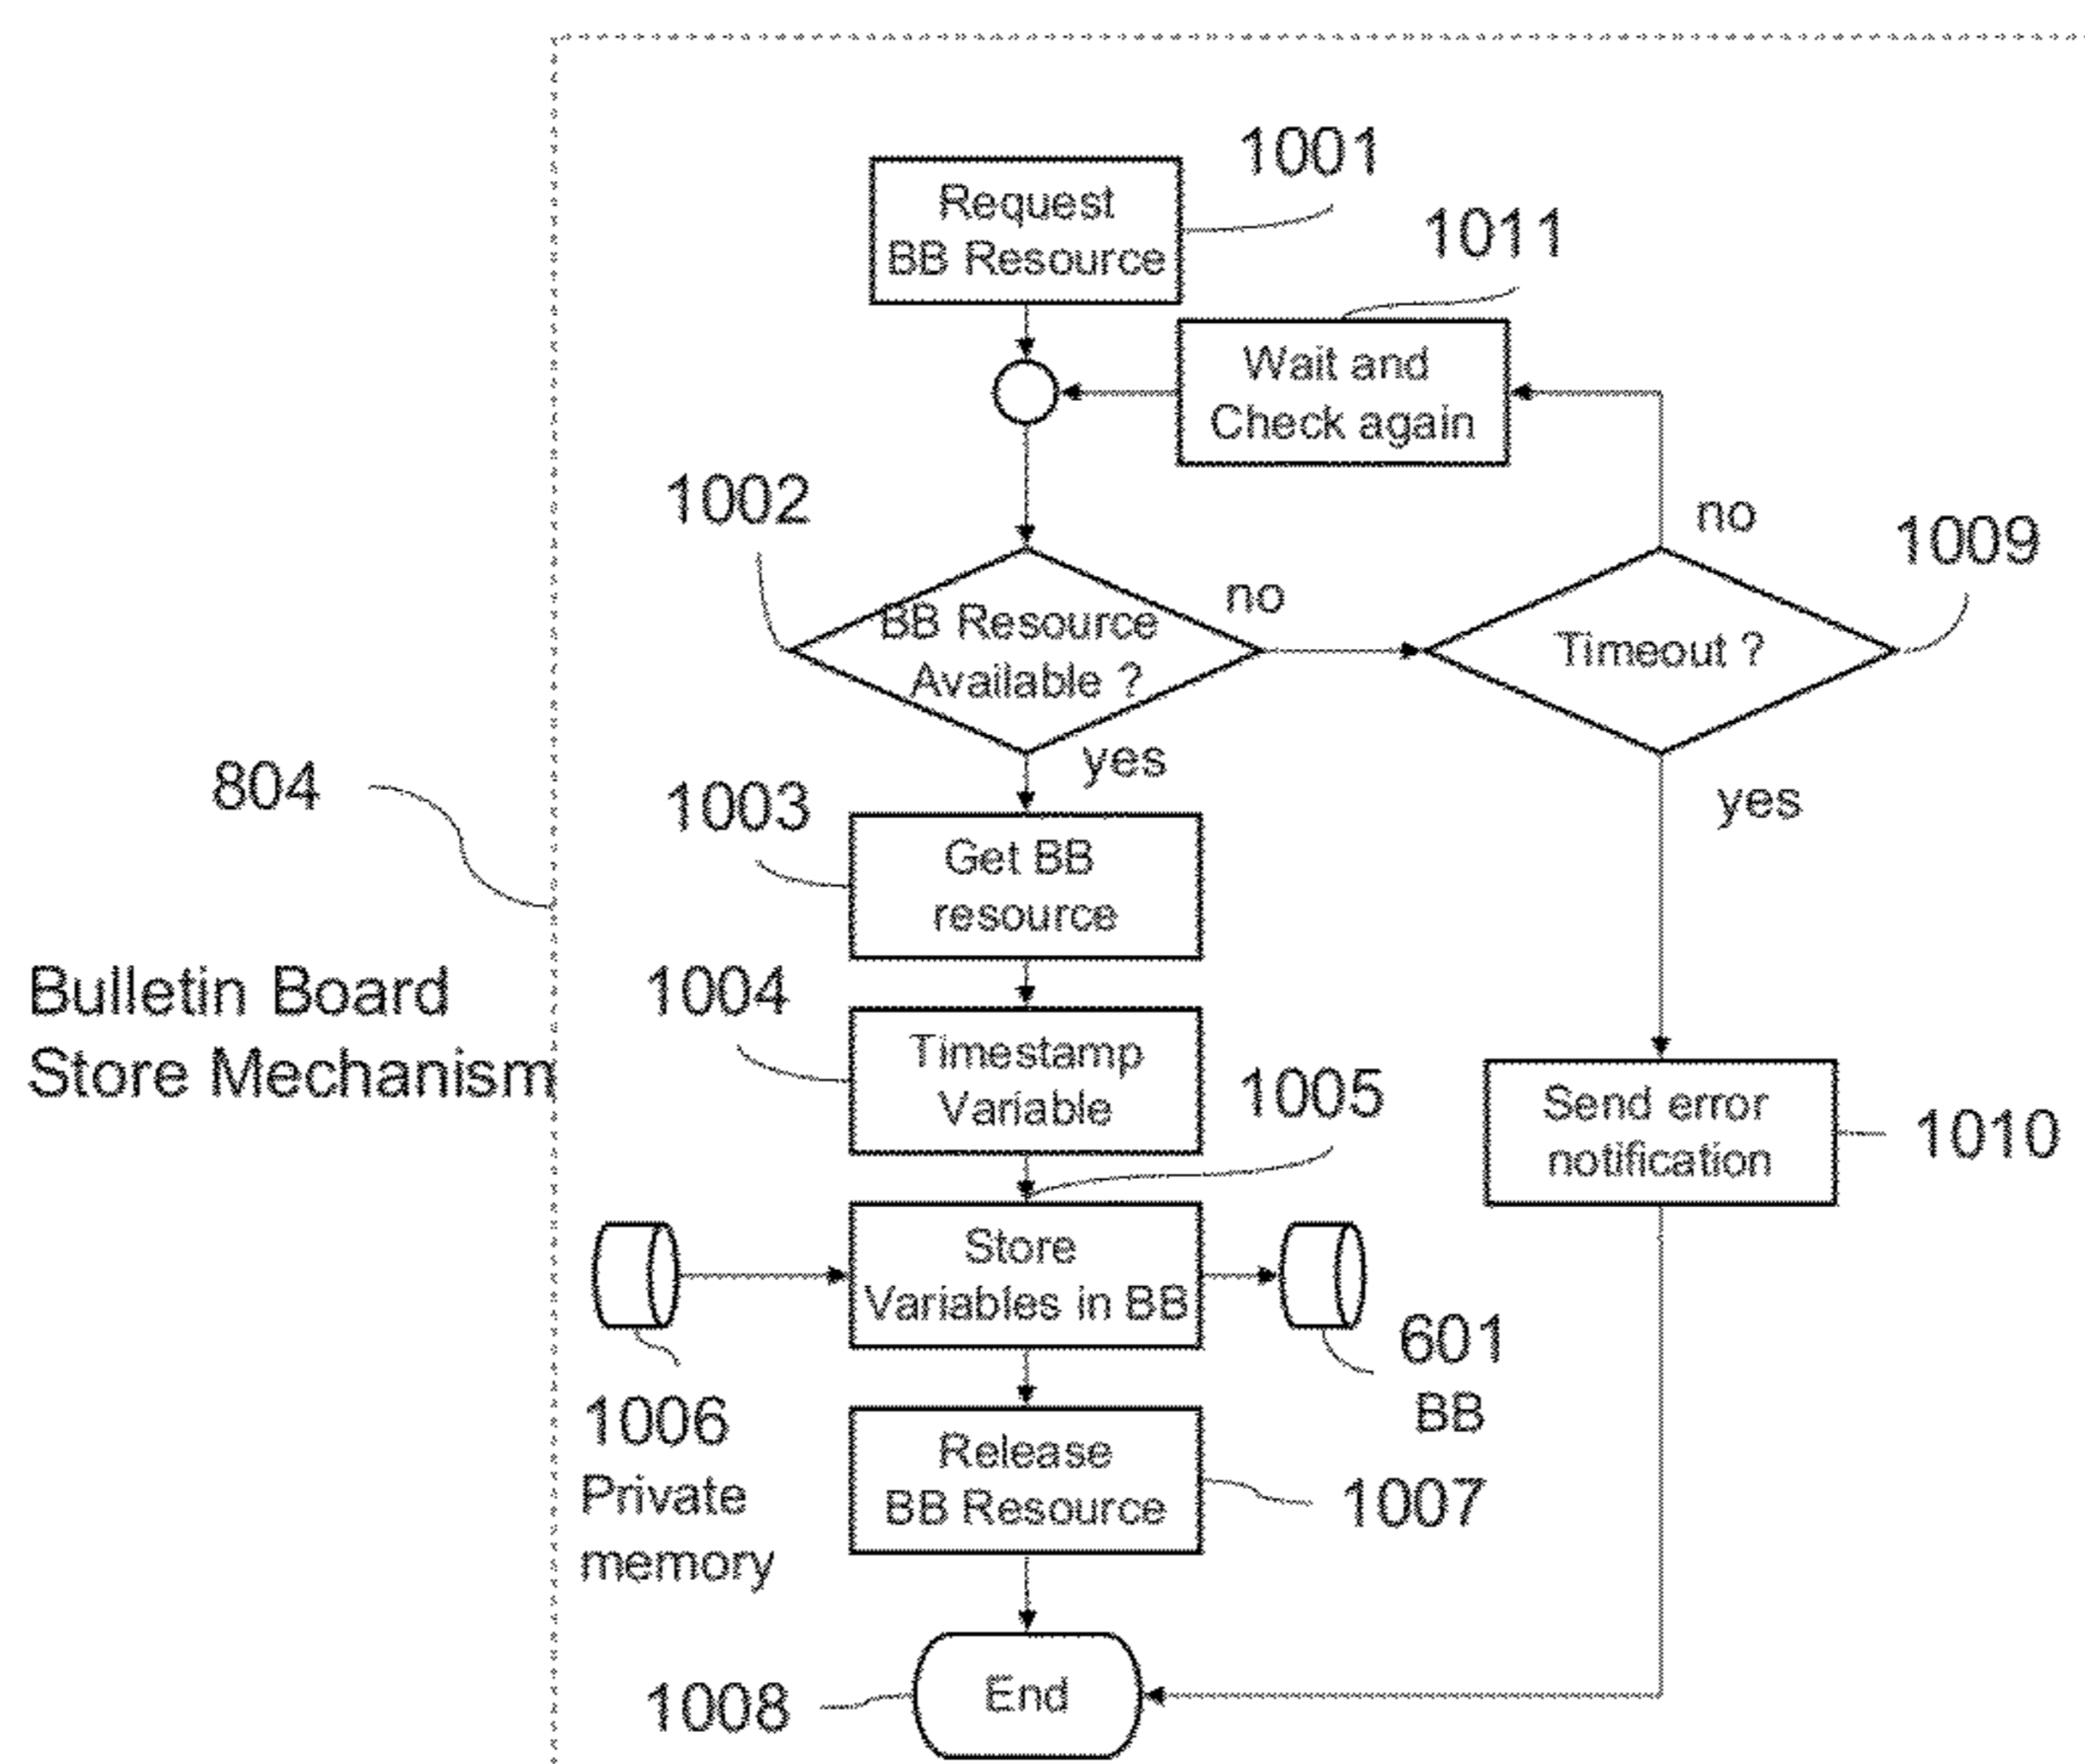 1001
Request
BB Resource
1011
Wait and
Check again
1002
no
1009
BB Resource
Available ?
no
Timeout ?
yes
yes
804
1003
Get BB
resource
Bulletin Board
Store Mechanism
1004
Timestamp
Variable
1005
Send error
notification
1010
Store
Variables in BB
601
BB
1006
Private
memory
Release
BB Resource
1007
1008
End